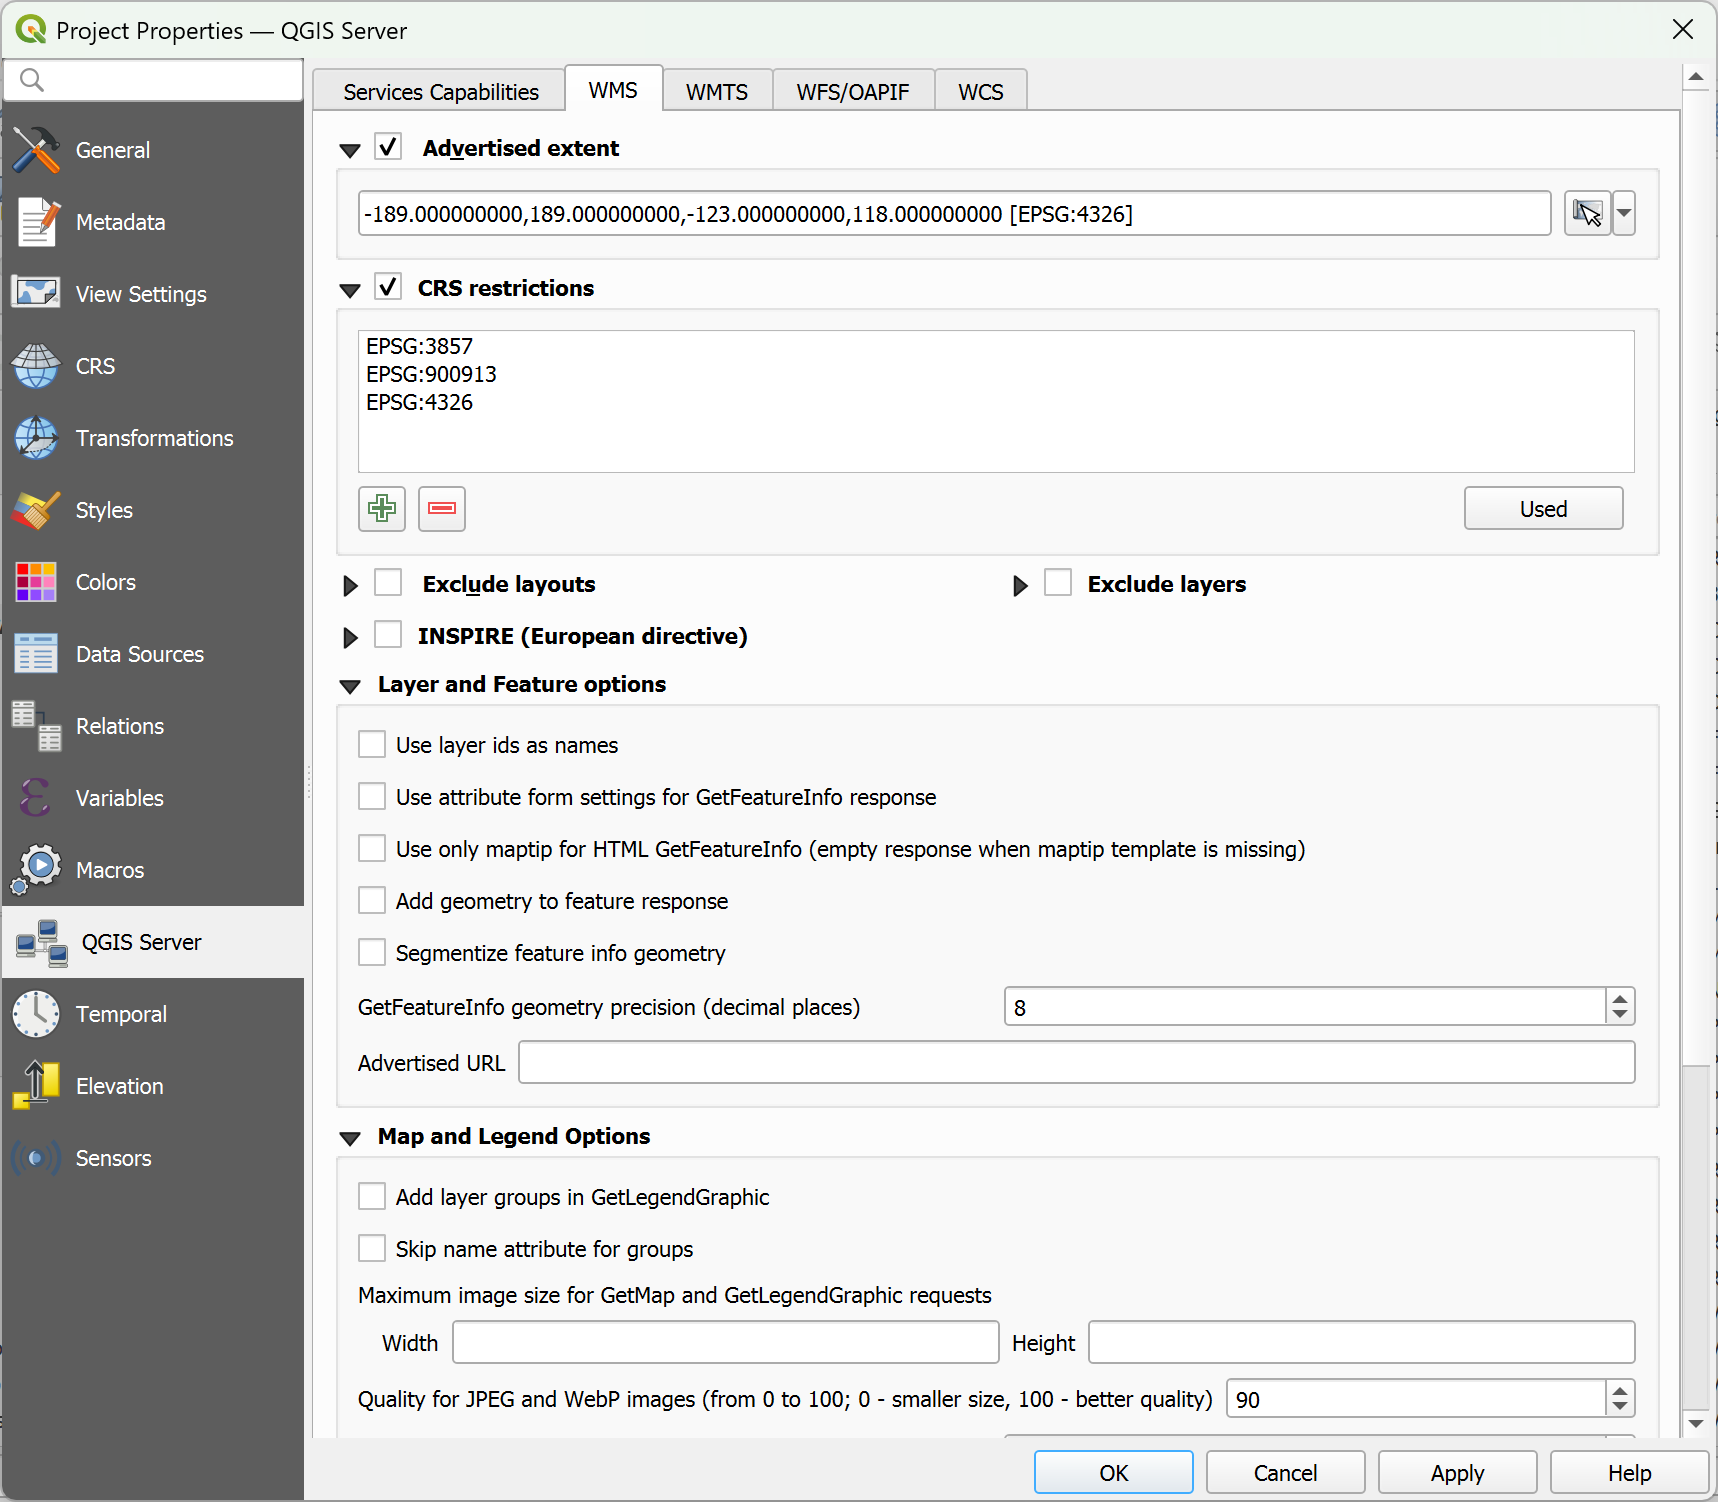 Project Properties — QGIS Server
General
Metadata
View Settings
CRS
Transformations
Styles
Colors
Data Sources
Relations
Variables
Macros
QGIS Server
Temporal
Elevation
Sensors
Services Capabilities
WMS
WMTS
WFS/OAPIF
WCS
Advertised extent
-189.000000000,189.000000000,-123.000000000,118.000000000 [EPSG:4326]
CRS restrictions
EPSG:3857
EPSG:900913
EPSG:4326
Used
Exclude layouts
Exclude layers
INSPIRE (European directive)
Layer and Feature options
Use layer ids as names
Use attribute form settings for GetFeatureInfo response
Use only maptip for HTML GetFeatureInfo (empty response when maptip template is missing)
Add geometry to feature response
Segmentize feature info geometry
GetFeatureInfo geometry precision (decimal places) 8
Advertised URL
Map and Legend Options
Add layer groups in GetLegendGraphic
Skip name attribute for groups
Maximum image size for GetMap and GetLegendGraphic requests
Width Height
Quality for JPEG and WebP images (from 0 to 100; 0 - smaller size, 100 - better quality) 90
OK Cancel Apply Help